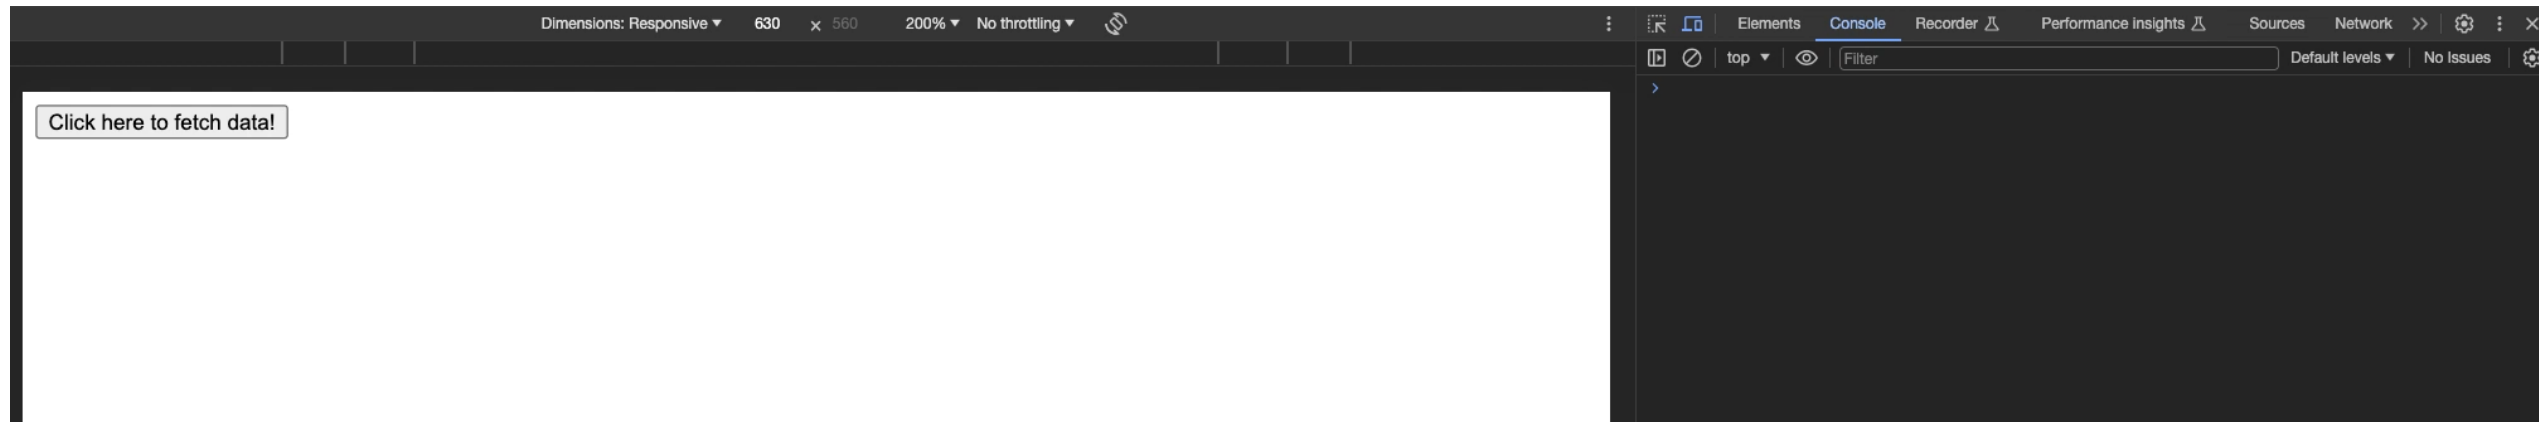 Dimensions: Responsive 630 × 560 200% No throttling
Elements Console Recorder Performance insights Sources Network
top Filter Default levels No Issues
Click here to fetch data!